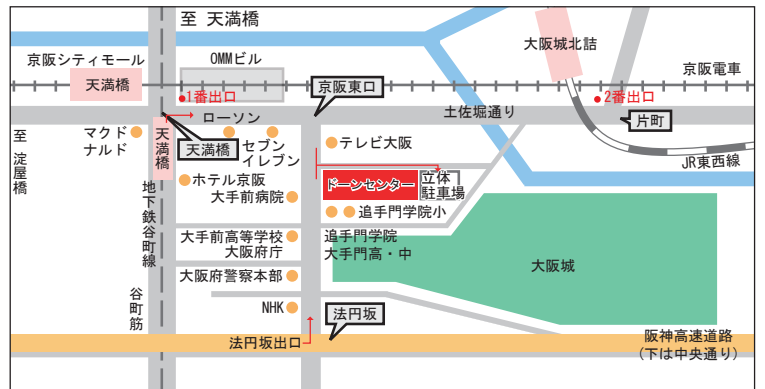 至 天満橋
京阪シティモール
OMMビル
大阪城北詰
天満橋
京阪東口
京阪電車
1番出口
2番出口
ローソン
土佐堀通り
片町
マクド
ナルド
天満橋
天満橋
セブン
イレブン
テレビ大阪
至 淀屋橋
JR東西線
ホテル京阪
ドーンセンター
立体
駐車場
大手前病院
地下鉄谷町線
追手門学院小
大手前高等学校
大阪府庁
追手門学院
大手門高・中
大阪城
大阪府警察本部
谷町筋
NHK
法円坂
法円坂出口
阪神高速道路
(下は中央通り)